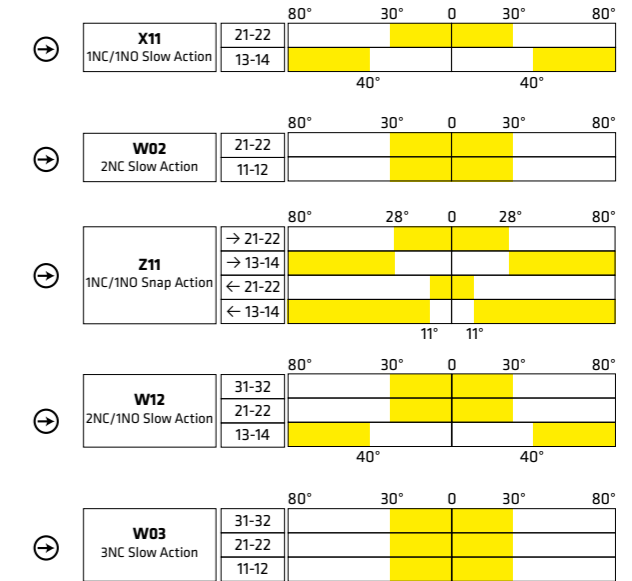 80° 30° 0 30° 80°
X11 21-22
1NC/1NO Slow Action 13-14
40° 40°
80° 30° 0 30° 80°
W02 21-22
2NC Slow Action 11-12
80° 28° 0 28° 80°
→ 21-22
Z11 → 13-14
1NC/1NO Snap Action ← 21-22
← 13-14
11° 11°
80° 30° 0 30° 80°
31-32
W12
2NC/1NO Slow Action 21-22
13-14
40° 40°
80° 30° 0 30° 80°
31-32
W03
3NC Slow Action 21-22
11-12